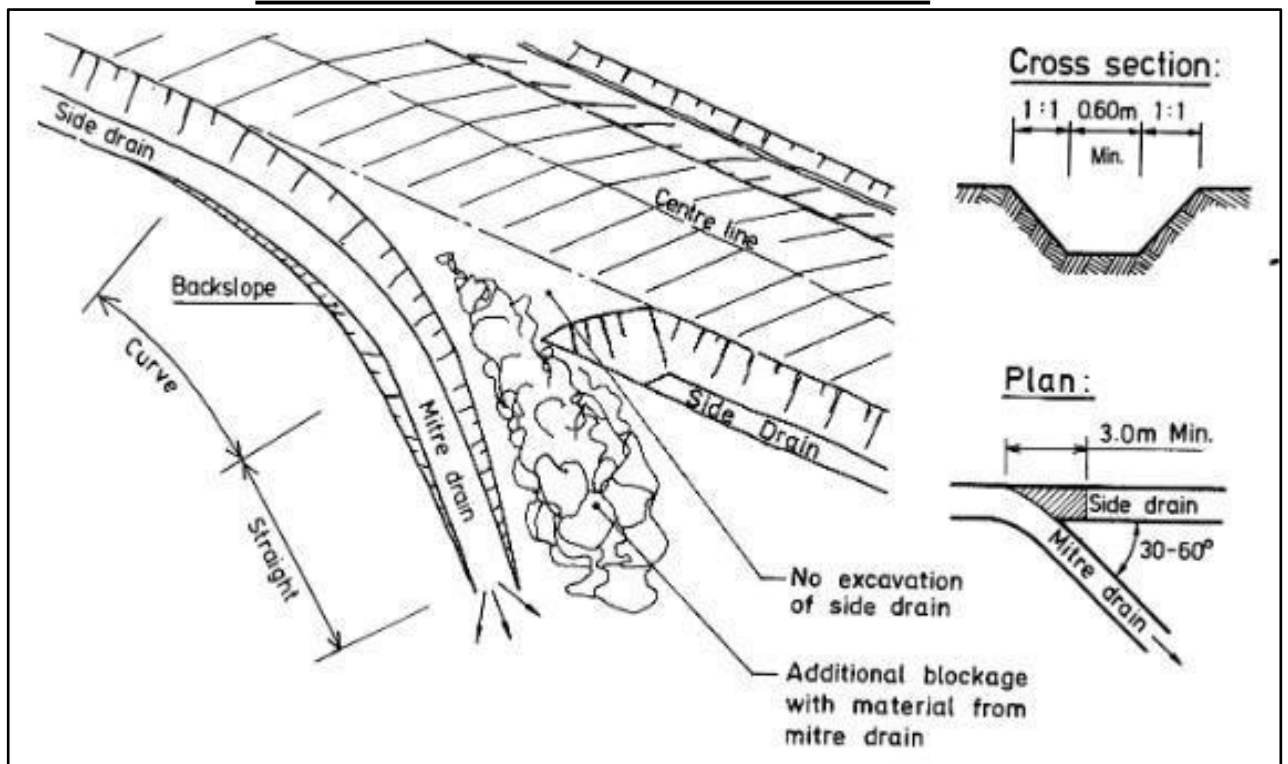 Cross section:
1:1 0.60m 1:1
Min.
Side drain
Centre line
Backslope
Curve
Mitre drain
Side Drain
Straight
Plan:
3.0m Min.
Side drain
30-60°
Mitre drain
No excavation
of side drain
Additional blockage
with material from
mitre drain